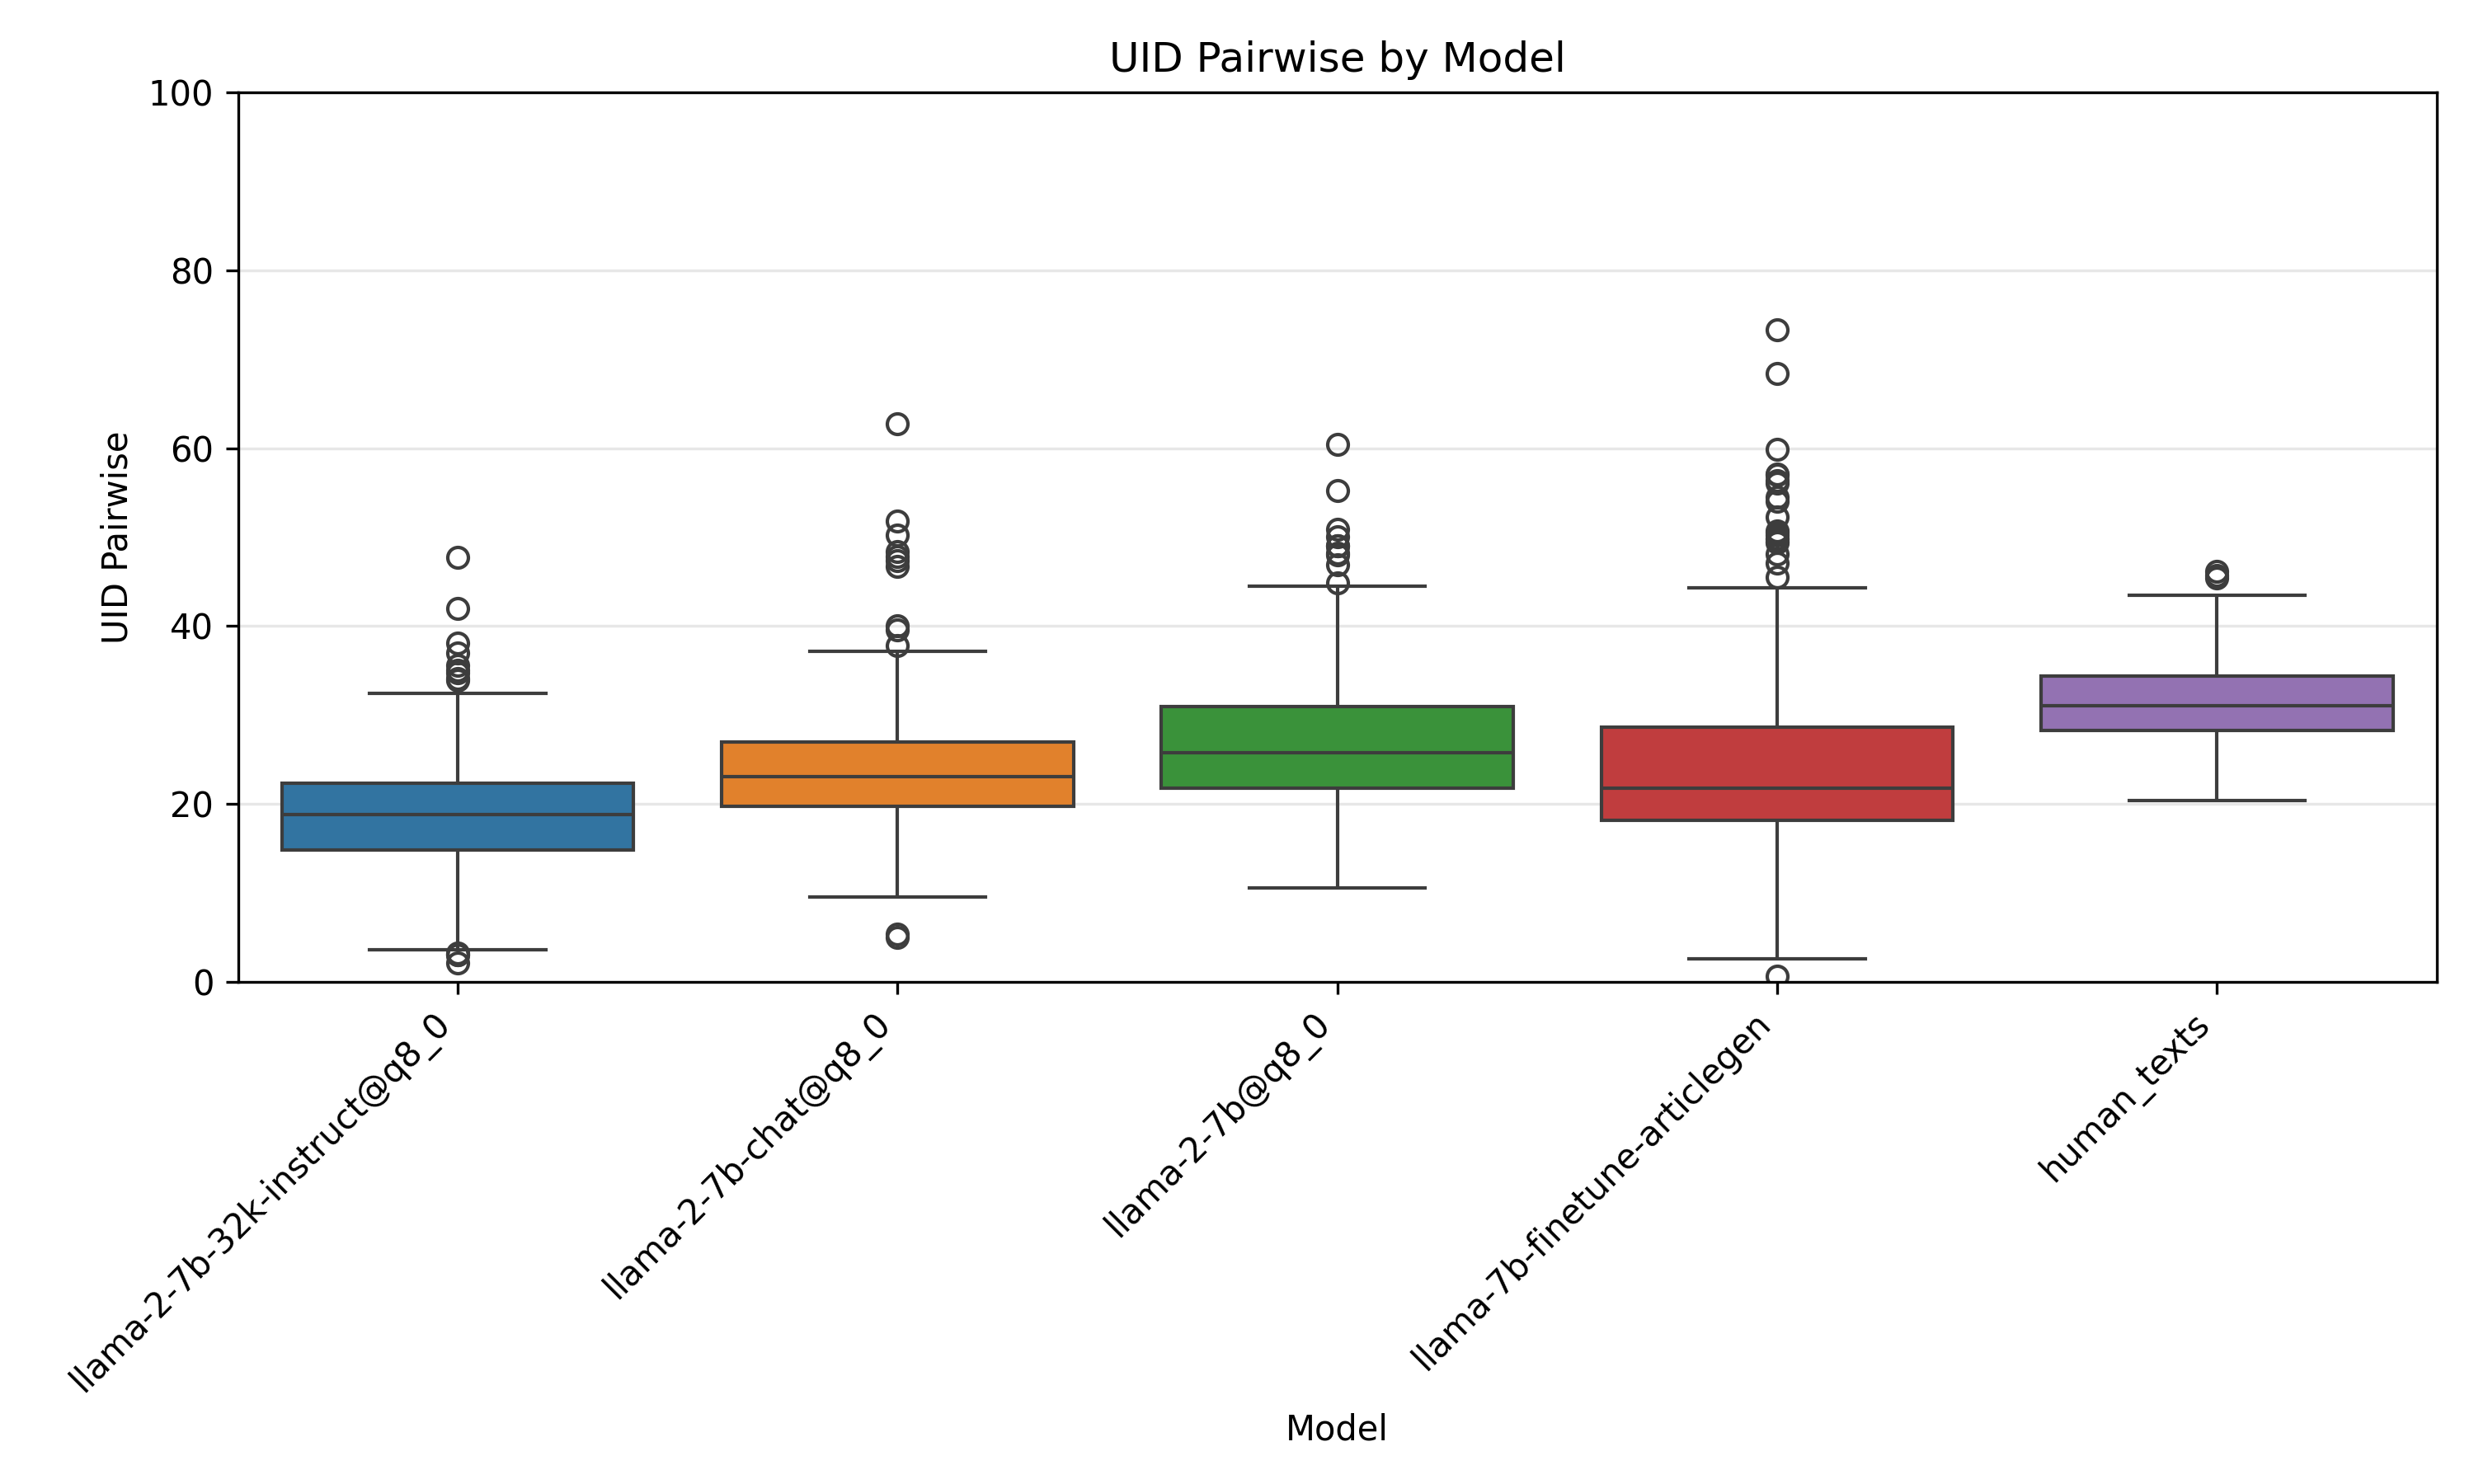 UID Pairwise by Model
UID Pairwise
100
80
60
40
20
0
llama-2-7b-32k-instruct@q8_0
llama-2-7b-chat@q8_0
llama-2-7b@q8_0
llama-7b-finetune-articlegen
human_texts
Model